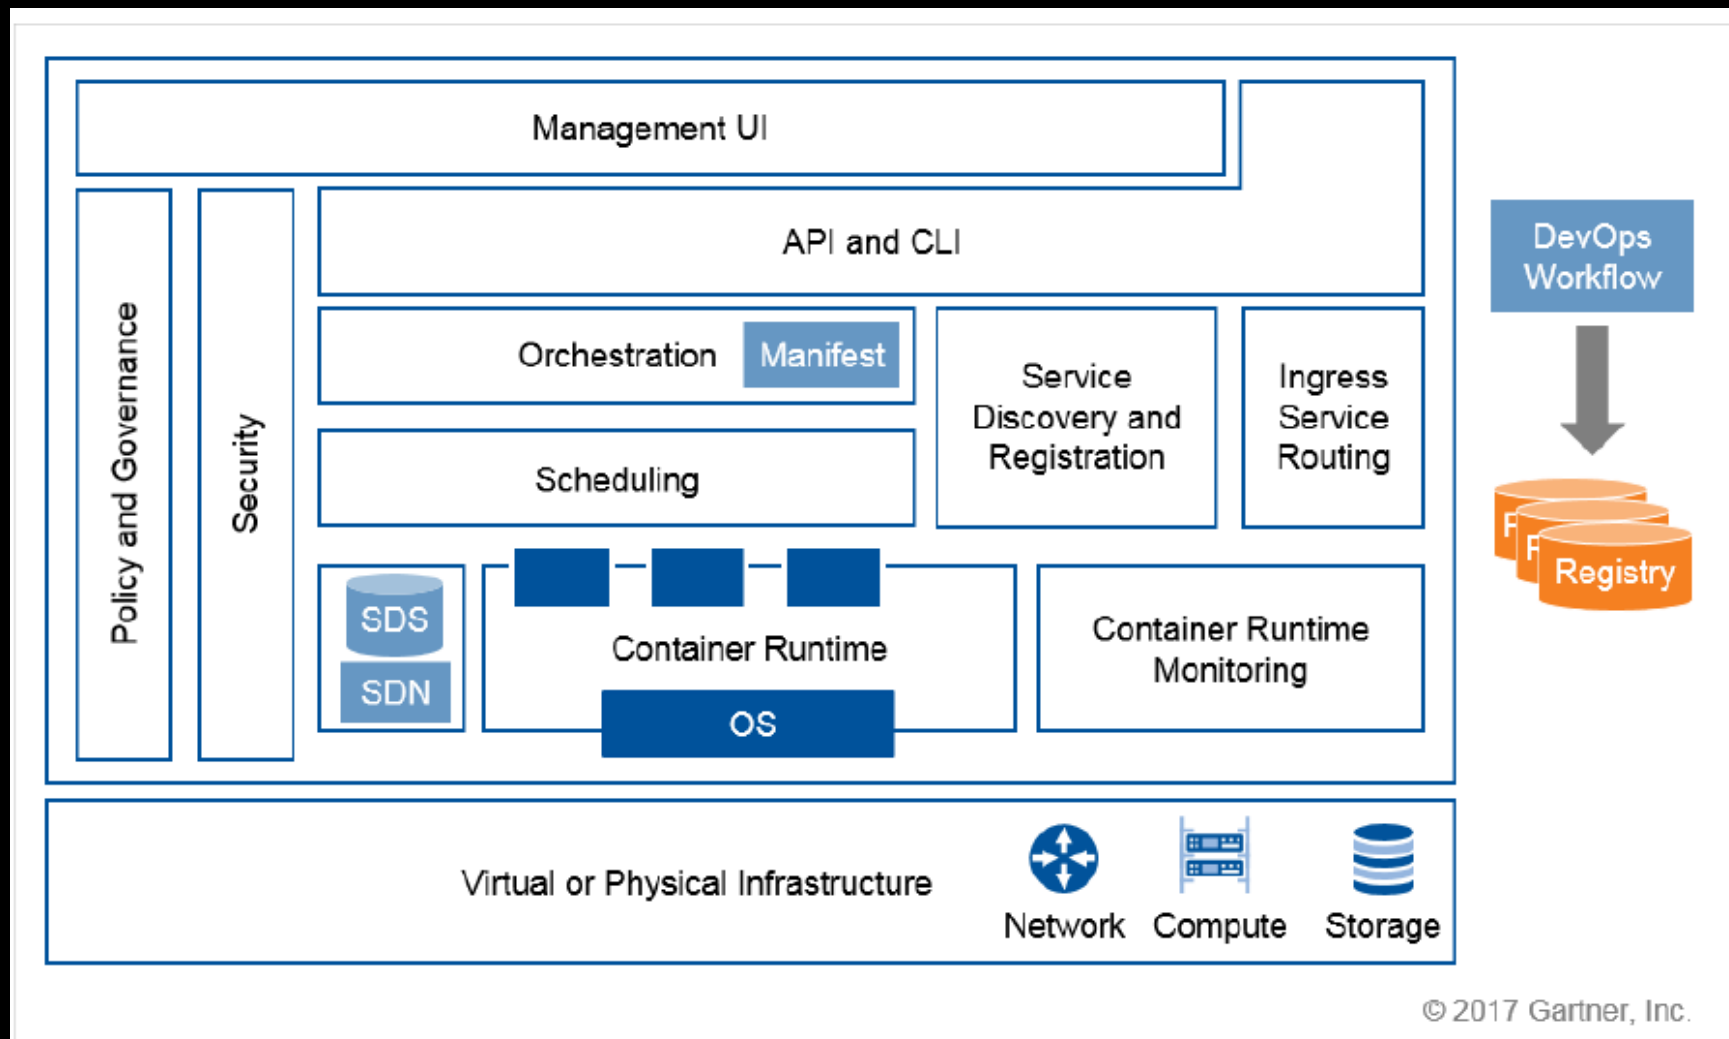 Management UI
API and CLI
Policy and Governance
Security
Orchestration
Manifest
Service
Discovery and
Registration
Ingress
Service
Routing
Scheduling
SDS
SDN
Container Runtime
OS
Container Runtime
Monitoring
Virtual or Physical Infrastructure
Network
Compute
Storage
DevOps
Workflow
R
R
Registry
© 2017 Gartner, Inc.